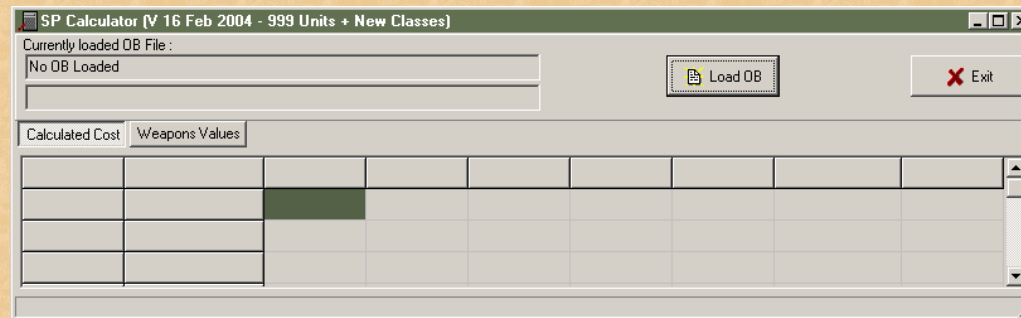 SP Calculator (V 16 Feb 2004 - 999 Units + New Classes)
Currently loaded OB File :
No OB Loaded
Load OB
Exit
Calculated Cost
Weapons Values